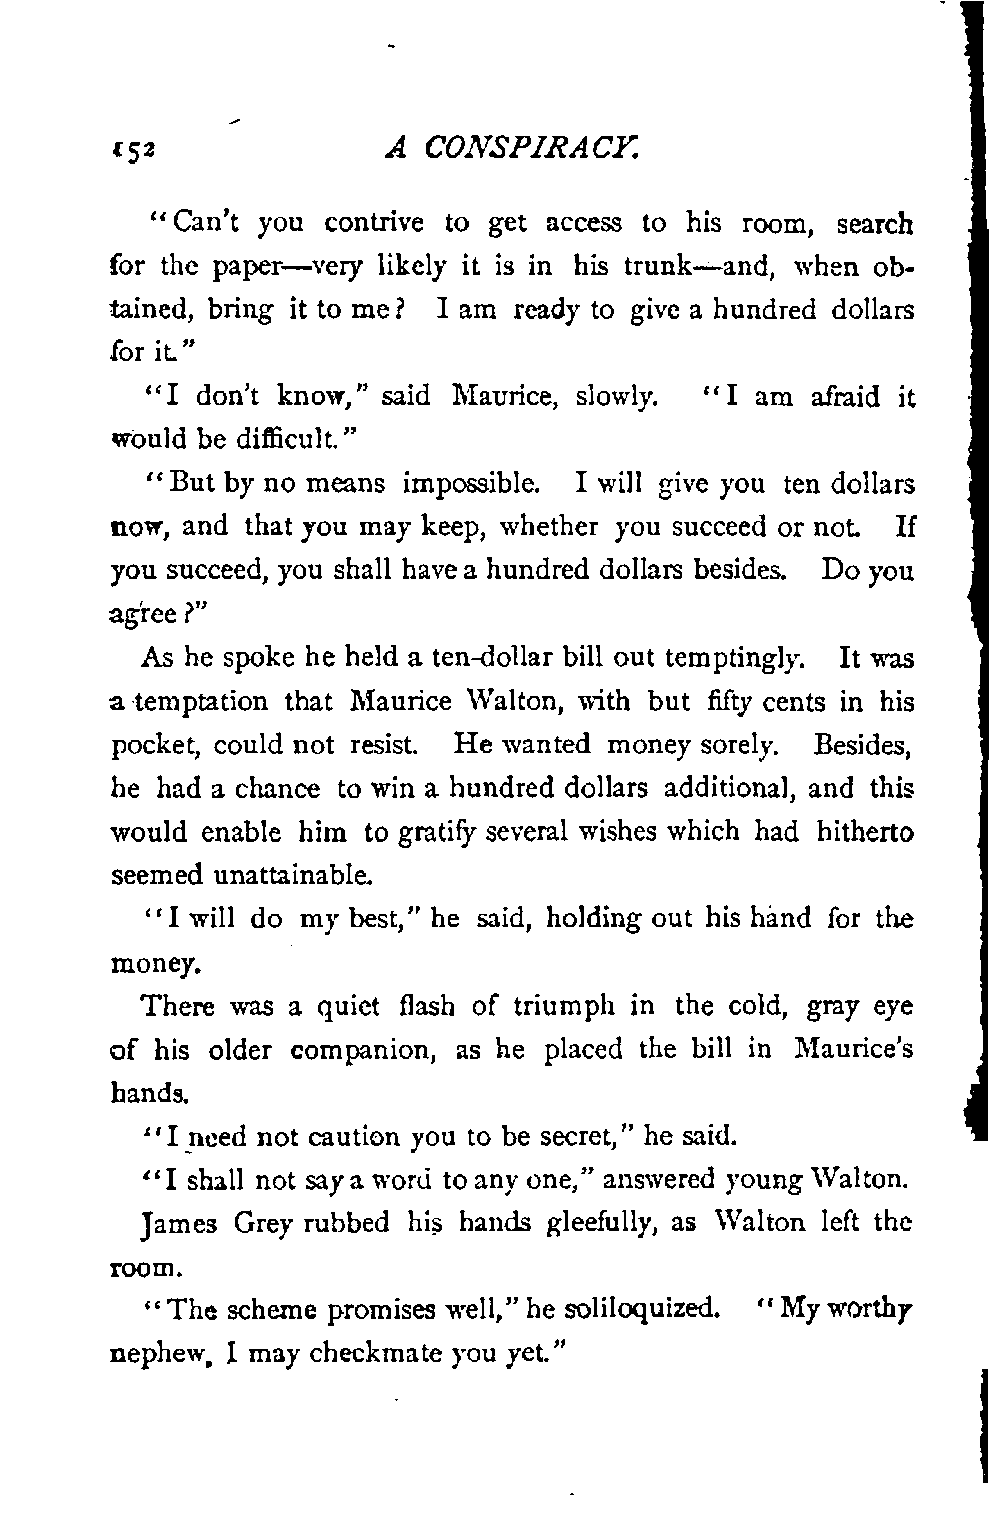 152 A CONSPIRACY.
"Can't you contrive to get access to his room, search
for the paper—very likely it is in his trunk—and, when ob-
tained, bring it to me? I am ready to give a hundred dollars
for it."
"I don't know," said Maurice, slowly. "I am afraid it
would be difficult."
"But by no means impossible. I will give you ten dollars
now, and that you may keep, whether you succeed or not. If
you succeed, you shall have a hundred dollars besides. Do you
agree?"
As he spoke he held a ten-dollar bill out temptingly. It was
a temptation that Maurice Walton, with but fifty cents in his
pocket, could not resist. He wanted money sorely. Besides,
he had a chance to win a hundred dollars additional, and this
would enable him to gratify several wishes which had hitherto
seemed unattainable.
"I will do my best," he said, holding out his hand for the
money.
There was a quiet flash of triumph in the cold, gray eye
of his older companion, as he placed the bill in Maurice's
hands.
"I need not caution you to be secret," he said.
"I shall not say a word to any one," answered young Walton.
James Grey rubbed his hands gleefully, as Walton left the
room.
"The scheme promises well," he soliloquized. "My worthy
nephew, I may checkmate you yet."